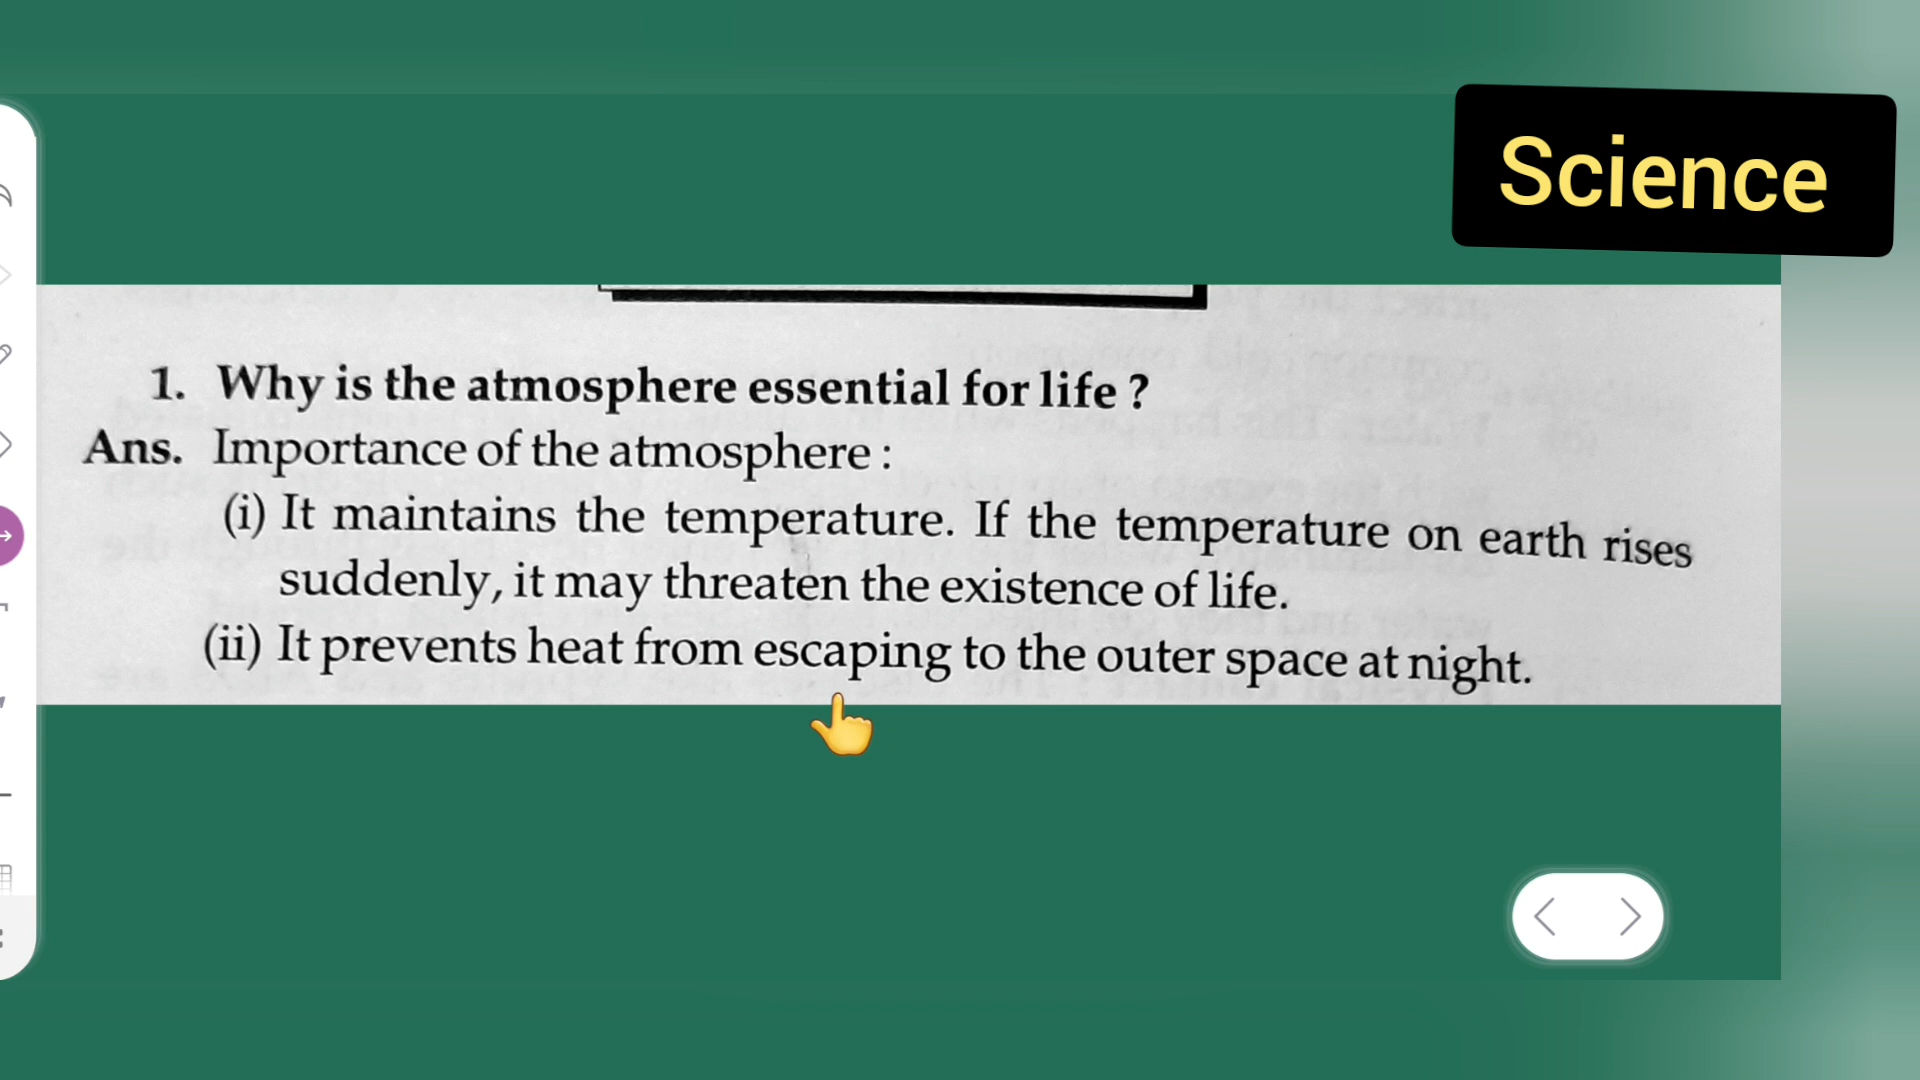 Science
1. Why is the atmosphere essential for life ?
Ans. Importance of the atmosphere :
(i) It maintains the temperature. If the temperature on earth rises
suddenly, it may threaten the existence of life.
(ii) It prevents heat from escaping to the outer space at night.